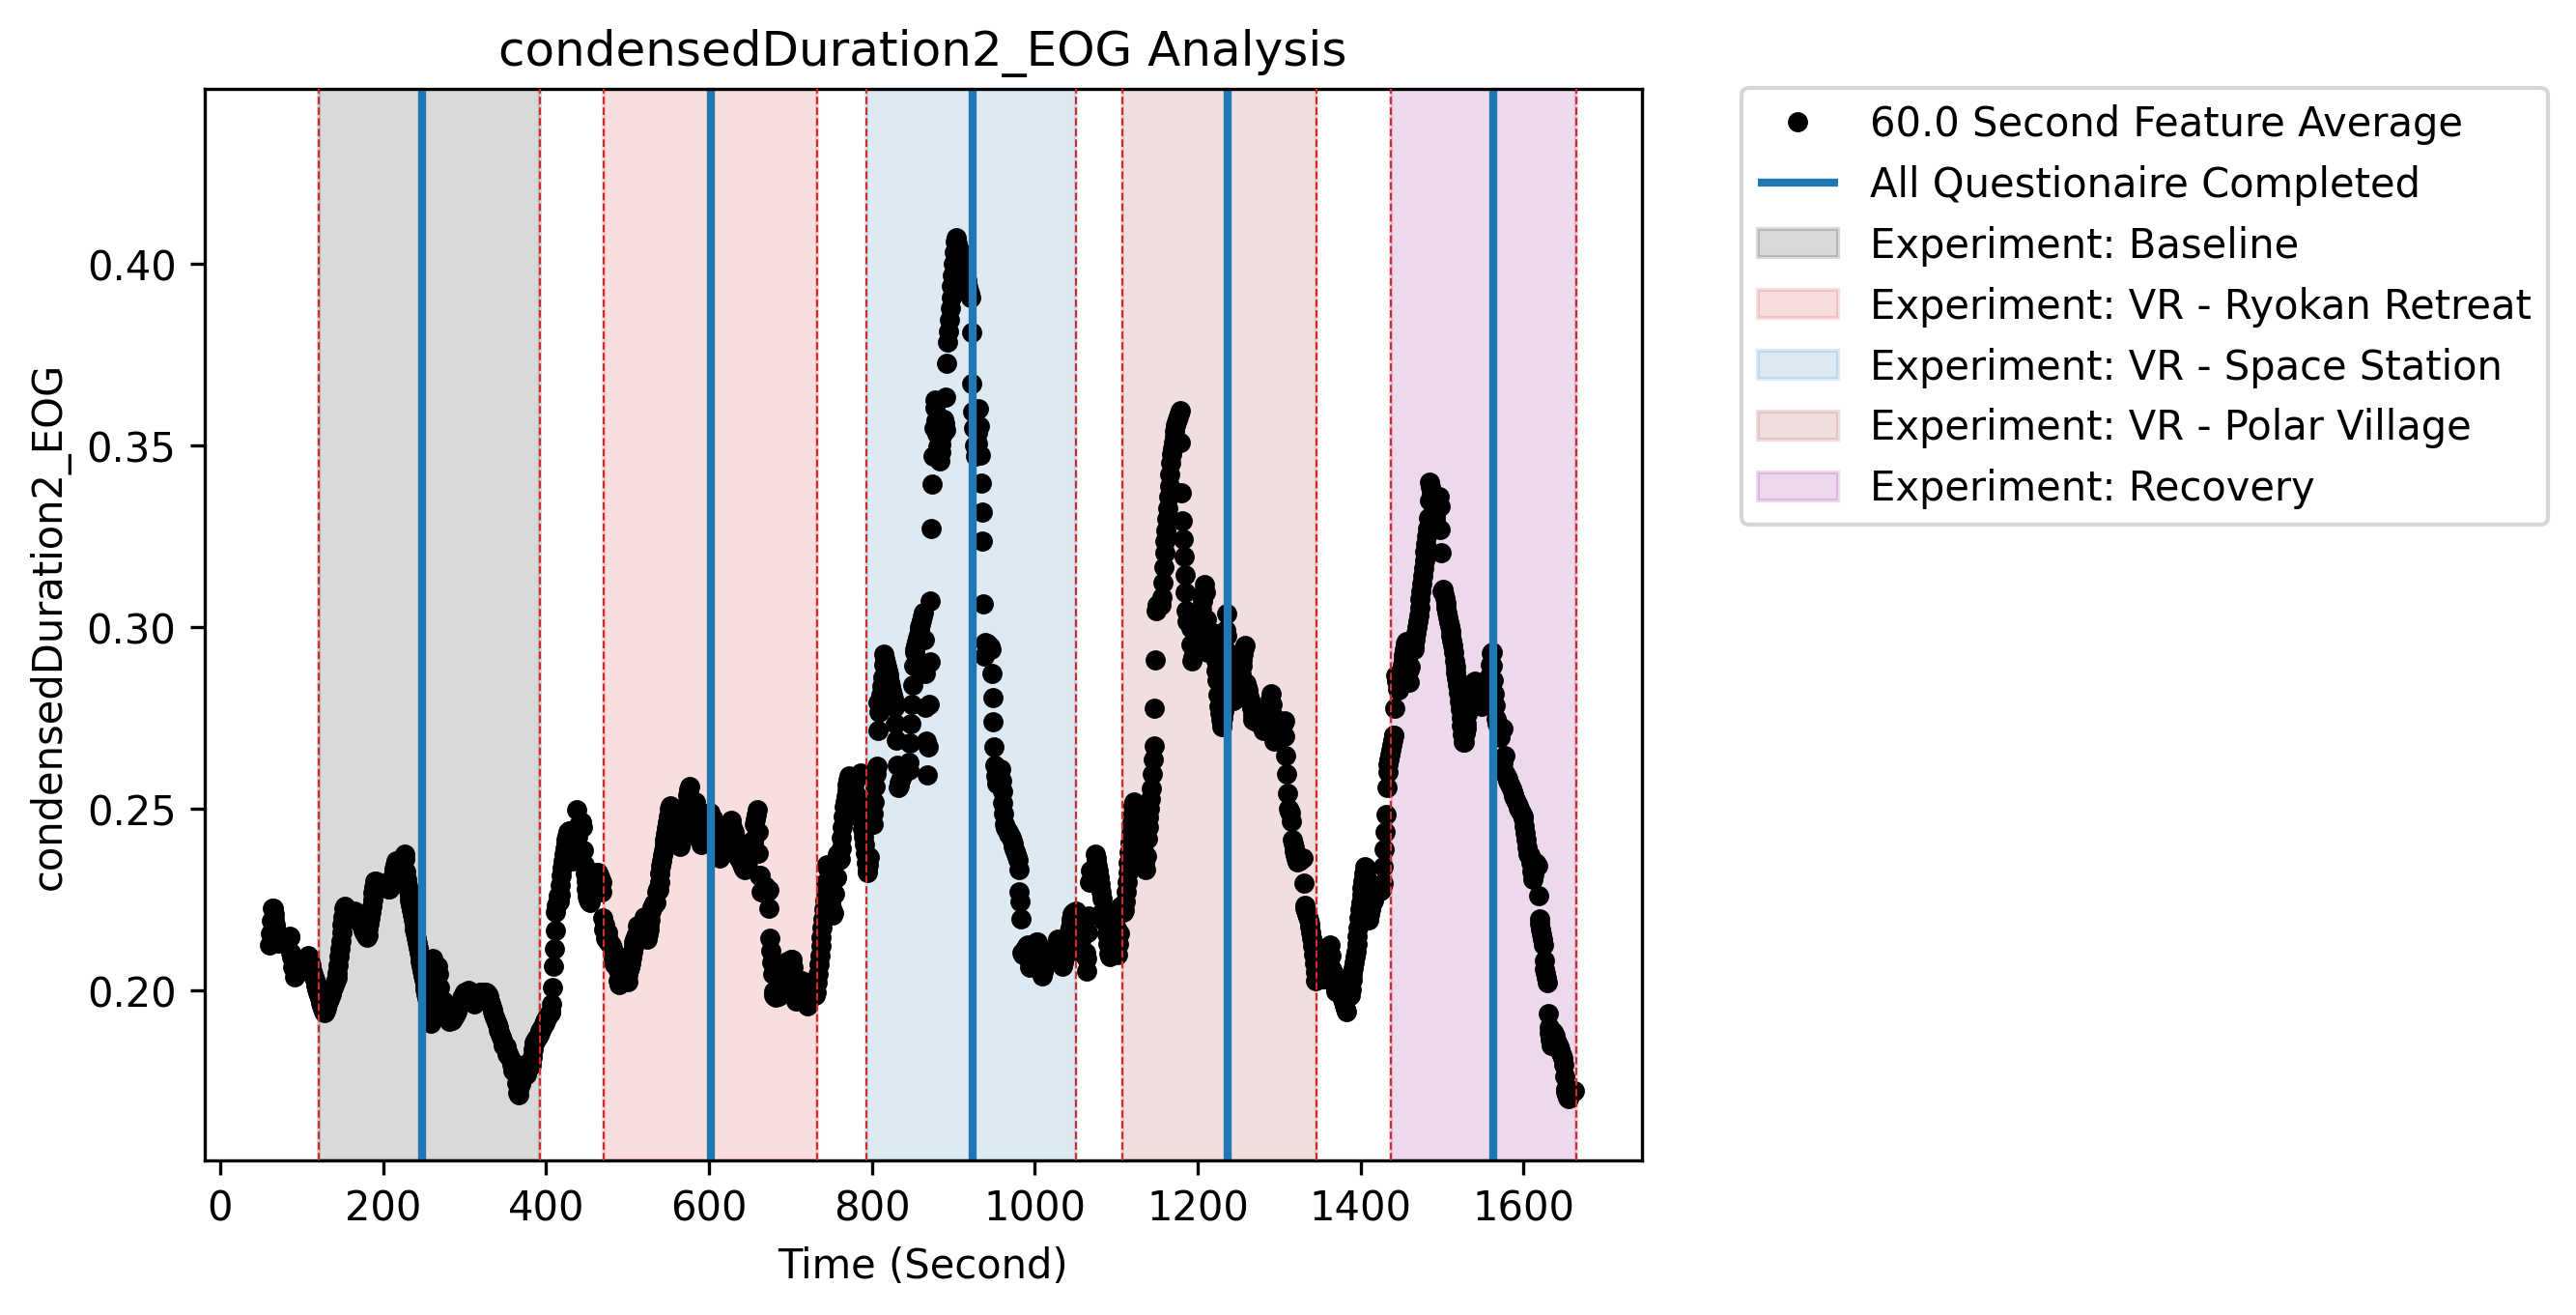 condensedDuration2_EOG Analysis
condensedDuration2_EOG
0.40
0.35
0.30
0.25
0.20
0 200 400 600 800 1000 1200 1400 1600
Time (Second)
60.0 Second Feature Average
All Questionaire Completed
Experiment: Baseline
Experiment: VR - Ryokan Retreat
Experiment: VR - Space Station
Experiment: VR - Polar Village
Experiment: Recovery